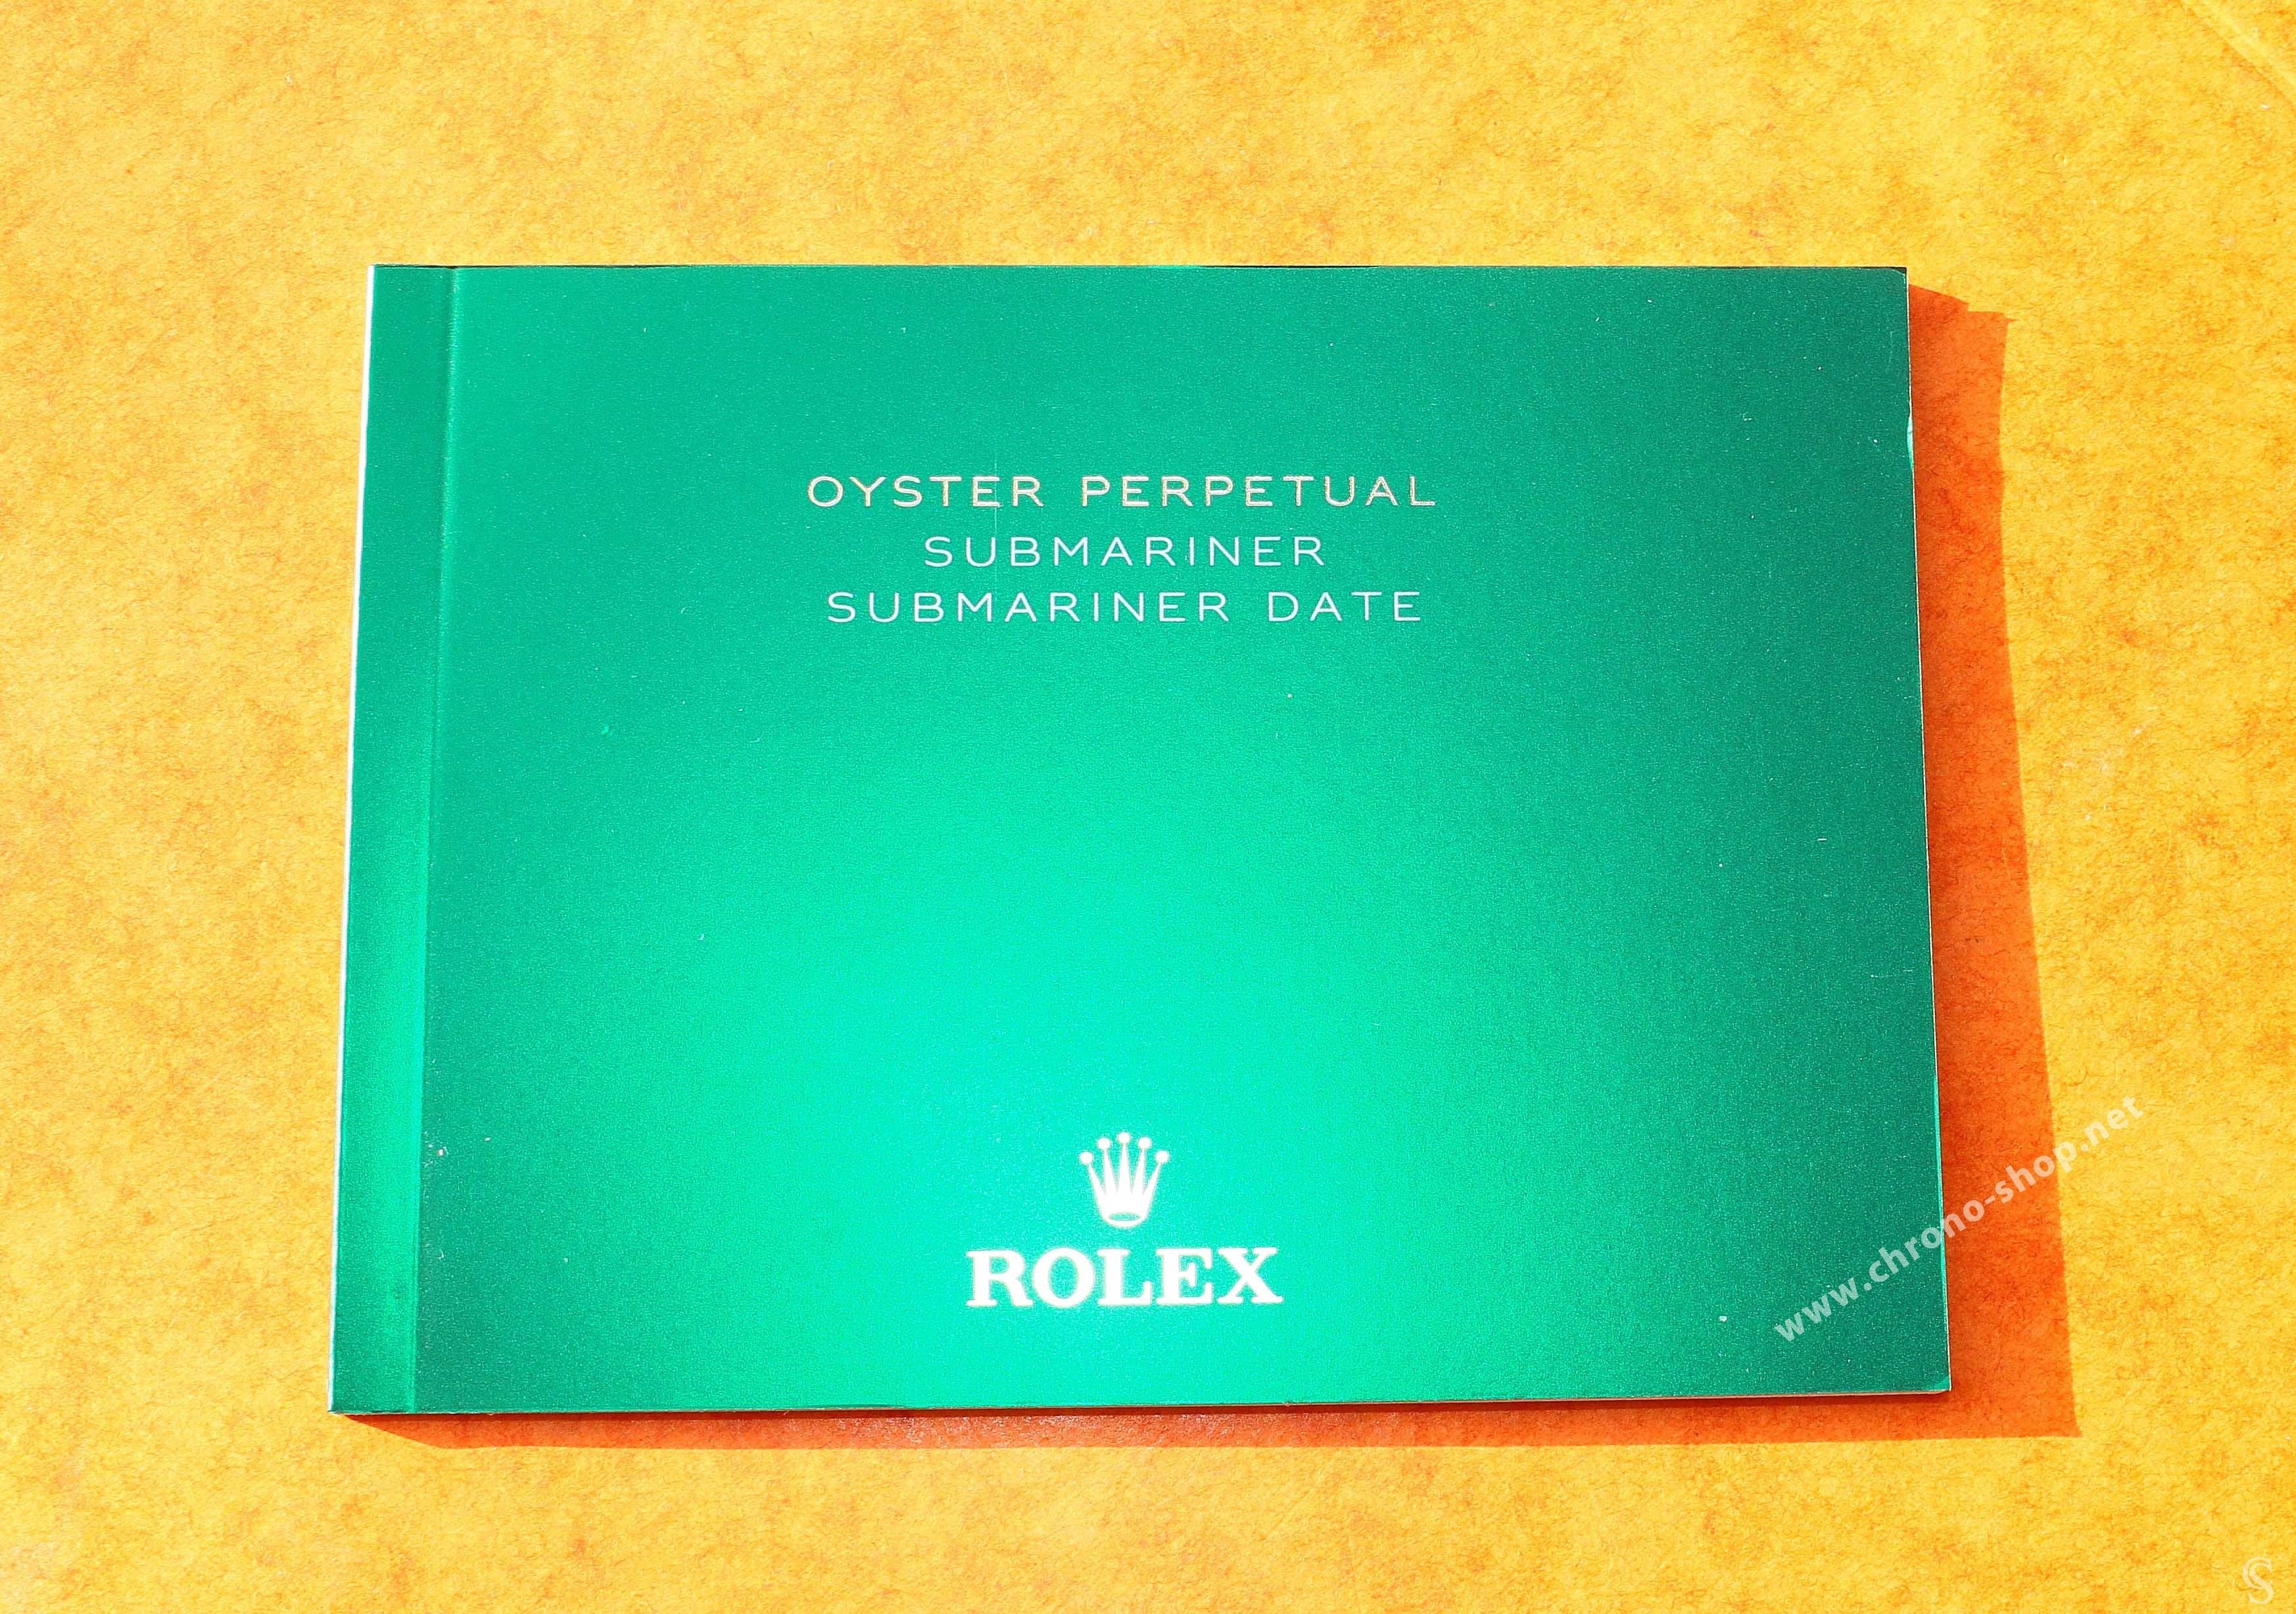 OYSTER PERPETUAL
SUBMARINER
SUBMARINER DATE
ROLEX
www.chrono-shop.net